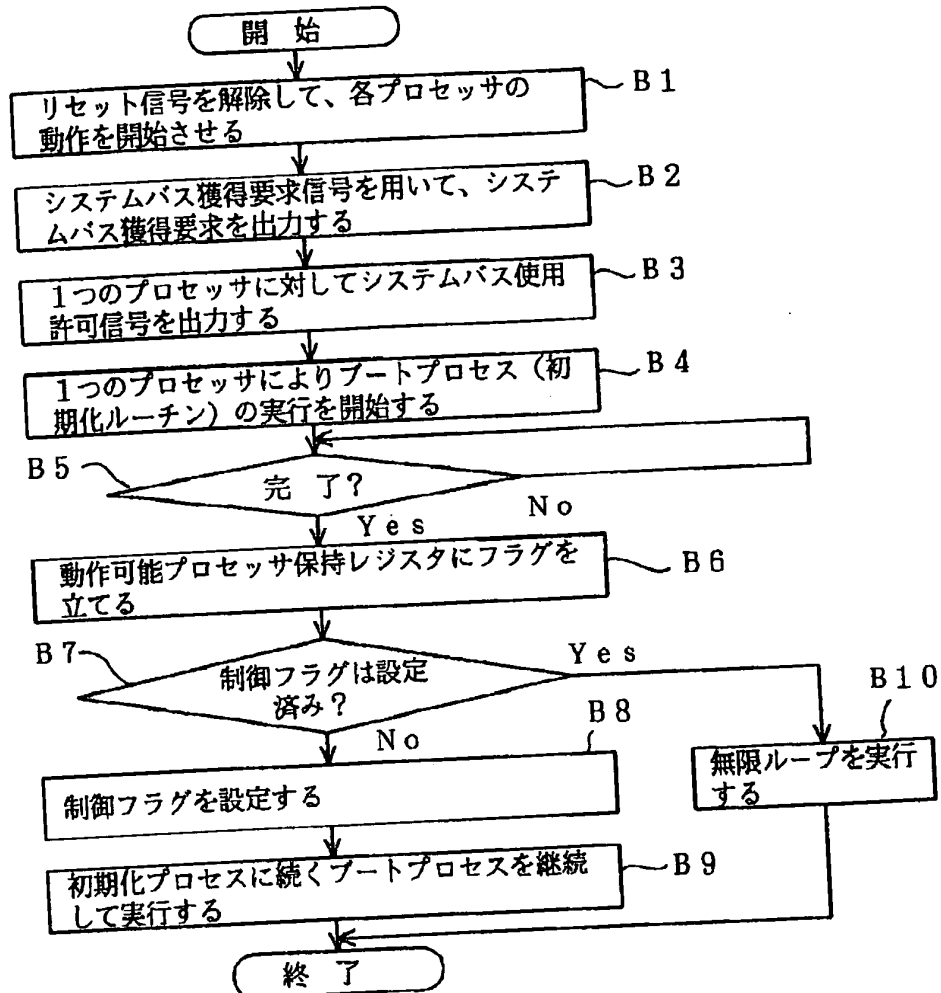 開 始
B1
リセット信号を解除して、各プロセッサの
動作を開始させる
B2
システムバス獲得要求信号を用いて、システ
ムバス獲得要求を出力する
B3
1つのプロセッサに対してシステムバス使用
許可信号を出力する
B4
1つのプロセッサによりブートプロセス(初
期化ルーチン)の実行を開始する
B5
完 了?
No
Yes
動作可能プロセッサ保持レジスタにフラグを
立てる
B6
B7
制御フラグは設定
済み?
Yes
B10
No
B8
無限ループを実行
する
制御フラグを設定する
初期化プロセスに続くブートプロセスを継続
して実行する
B9
終 了